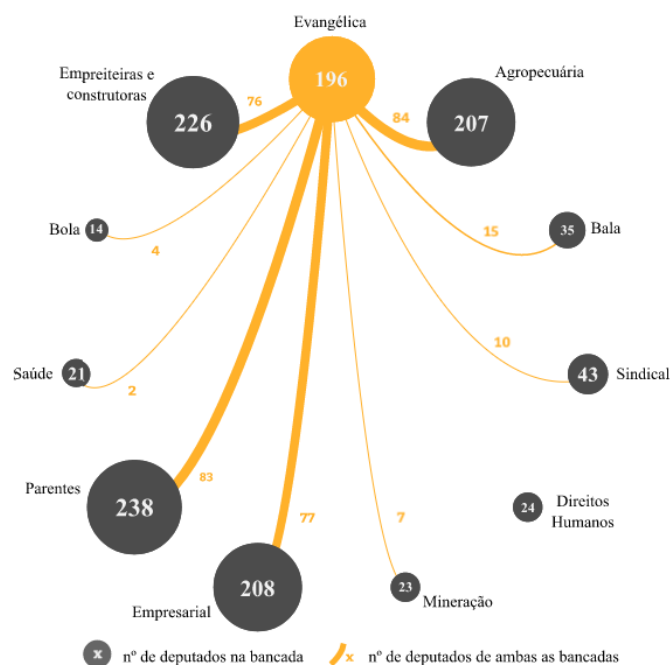 Evangélica
196
Empreiteiras e
construtoras
226
76
Agropecuária
207
84
Bola
14
4
15
35
Bala
Saúde
21
2
10
43
Sindical
Parentes
238
83
77
7
24
Direitos
Humanos
208
Empresarial
23
Mineração
x nº de deputados na bancada
x nº de deputados de ambas as bancadas